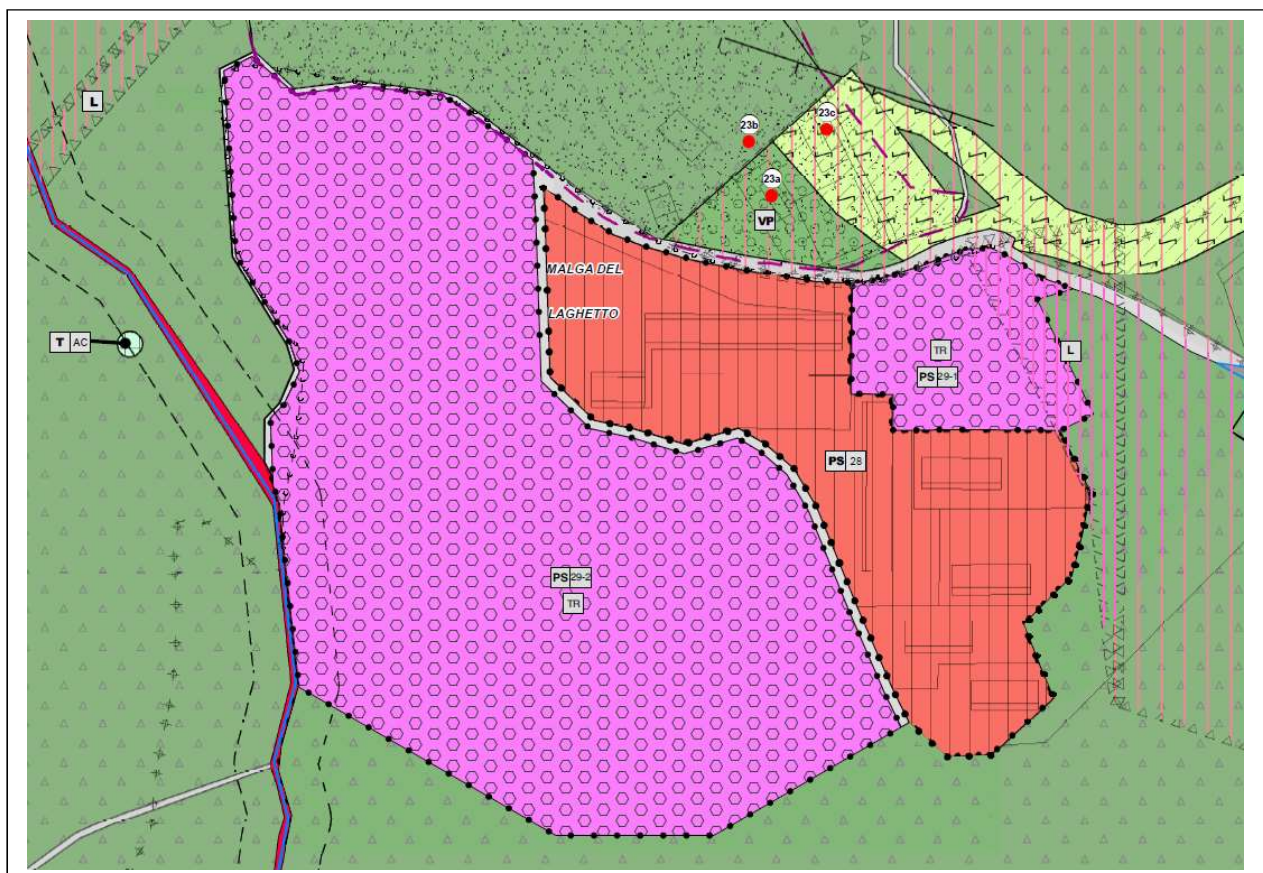 L
23b
23c
23a
VP
MALGA DEL
LAGHETTO
T AC
TR
L
PS 29-1
PS 28
PS 29-2
TR